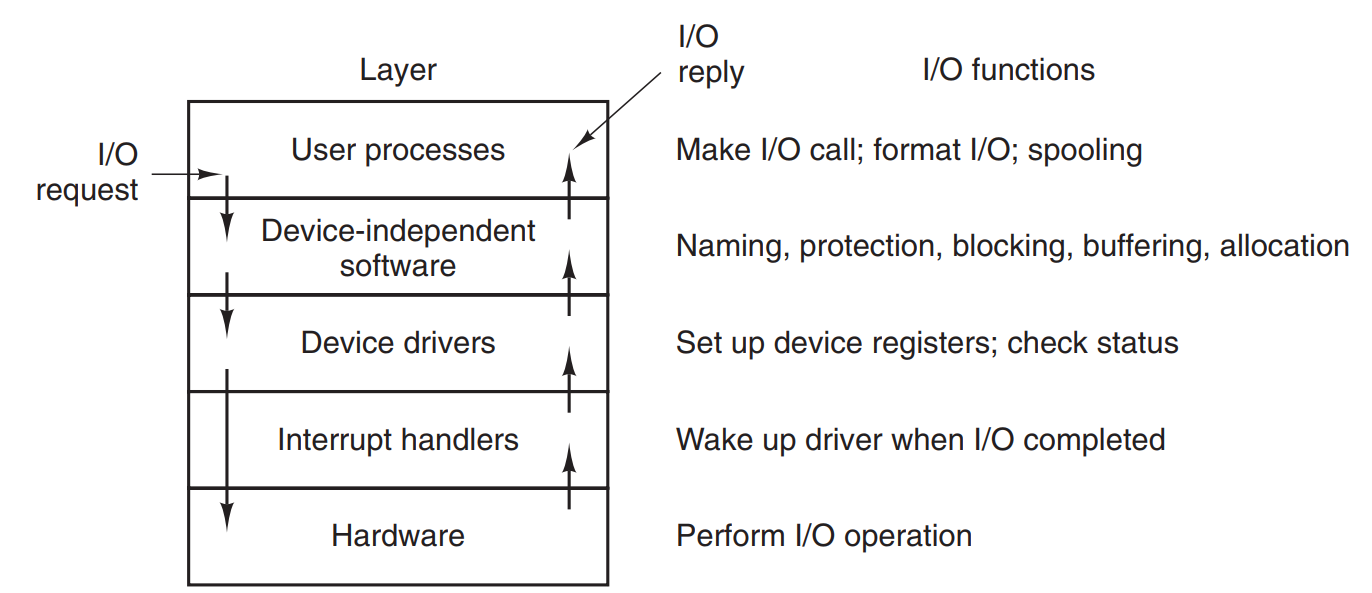 Layer
I/O
reply
I/O functions
I/O
request
User processes
Make I/O call; format I/O; spooling
Device-independent
software
Naming, protection, blocking, buffering, allocation
Device drivers
Set up device registers; check status
Interrupt handlers
Wake up driver when I/O completed
Hardware
Perform I/O operation